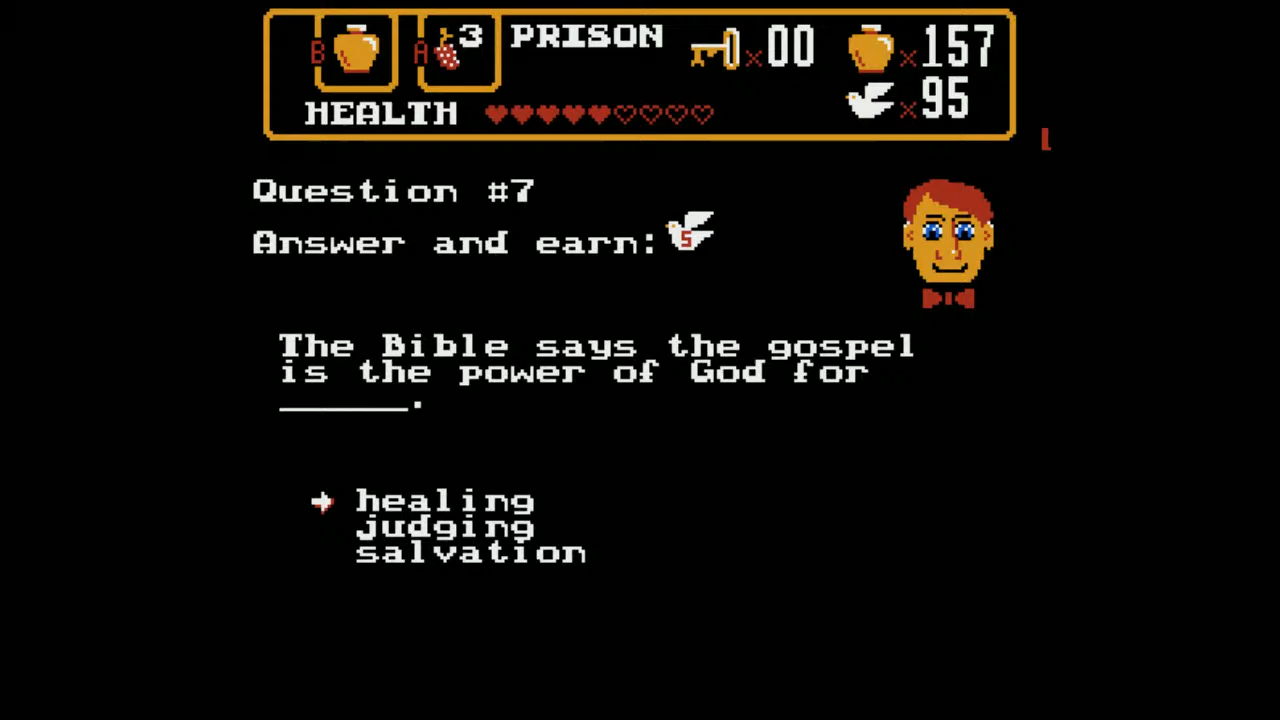 B A 3 PRISON ×00 ×157
HEALTH ×95
Question #7
Answer and earn: 5
The Bible says the gospel
is the power of God for
_____.
healing
judging
salvation